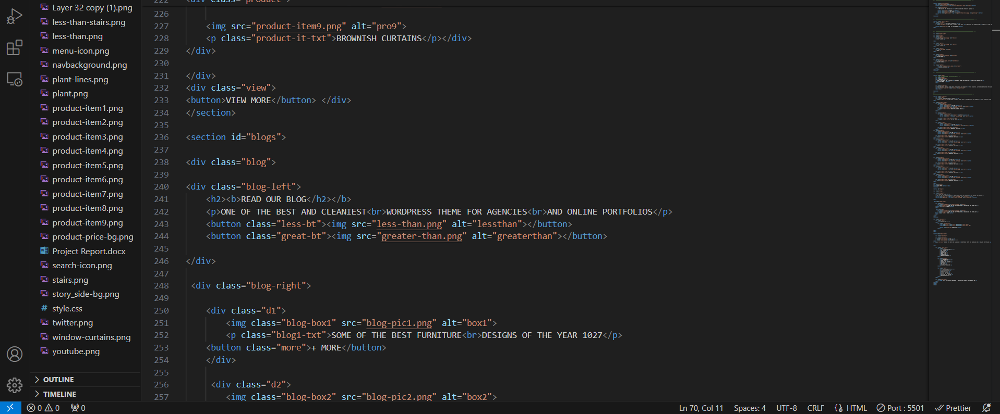 Layer 32 copy (1).png
less-than-stairs.png
less-than.png
menu-icon.png
navbackground.png
plant-lines.png
plant.png
product-item1.png
product-item2.png
product-item3.png
product-item4.png
product-item5.png
product-item6.png
product-item7.png
product-item8.png
product-item9.png
product-price-bg.png
Project Report.docx
search-icon.png
stairs.png
story_side-bg.png
# style.css
twitter.png
window-curtains.png
youtube.png
OUTLINE
TIMELINE
222 <div class="product">
226
227 <img src="product-item9.png" alt="pro9">
228 <p class="product-it-txt">BROWNISH CURTAINS</p></div>
229 </div>
230
231 </div>
232 <div class="view">
233 <button>VIEW MORE</button> </div>
234 </section>
235
236 <section id="blogs">
237
238 <div class="blog">
239
240 <div class="blog-left">
241 <h2><b>READ OUR BLOG</h2></b>
242 <p>ONE OF THE BEST AND CLEANIEST<br>WORDPRESS THEME FOR AGENCIES<br>AND ONLINE PORTFOLIOS</p>
243 <button class="less-bt"><img src="less-than.png" alt="lessthan"></button>
244 <button class="great-bt"><img src="greater-than.png" alt="greaterthan"></button>
245
246 </div>
247
248 <div class="blog-right">
249
250 <div class="d1">
251 <img class="blog-box1" src="blog-pic1.png" alt="box1">
252 <p class="blog1-txt">SOME OF THE BEST FURNITURE<br>DESIGNS OF THE YEAR 1027</p>
253 <button class="more">+ MORE</button>
254 </div>
255
256 <div class="d2">
257 <img class="blog-box2" src="blog-pic2.png" alt="box2">
0 0 0 Ln 70, Col 11 Spaces: 4 UTF-8 CRLF HTML Port : 5501 Prettier